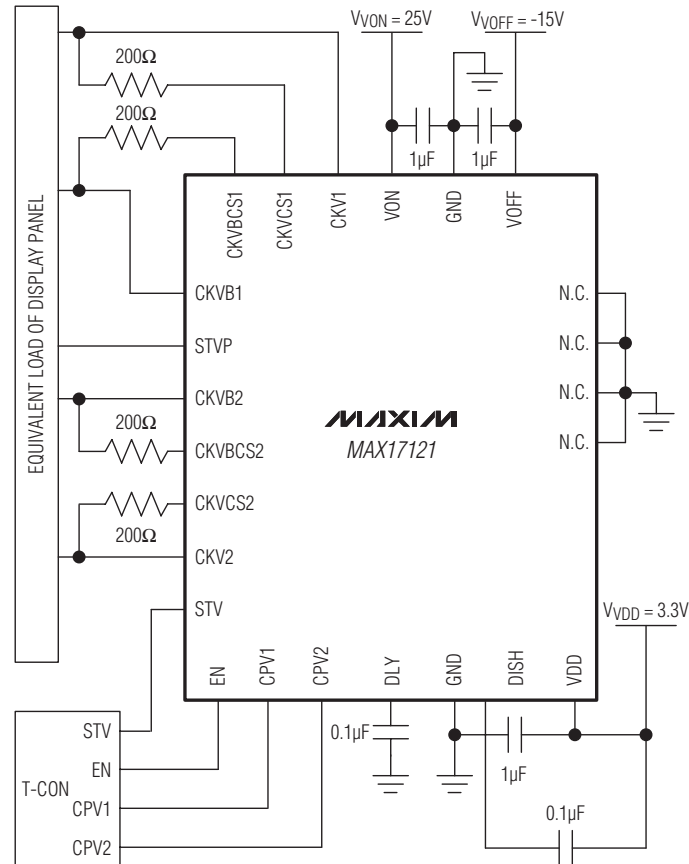 VVON = 25V
VVOFF = -15V
200Ω
200Ω
1µF
1µF
CKVBCS1
CKVCS1
CKV1
VON
GND
VOFF
EQUIVALENT LOAD OF DISPLAY PANEL
CKVB1
STVP
CKVB2
200Ω
CKVBCS2
CKVCS2
200Ω
CKV2
STV
N.C.
N.C.
N.C.
N.C.
MAXIM
MAX17121
VVDD = 3.3V
EN
CPV1
CPV2
DLY
GND
DISH
VDD
0.1µF
1µF
0.1µF
T-CON
STV
EN
CPV1
CPV2